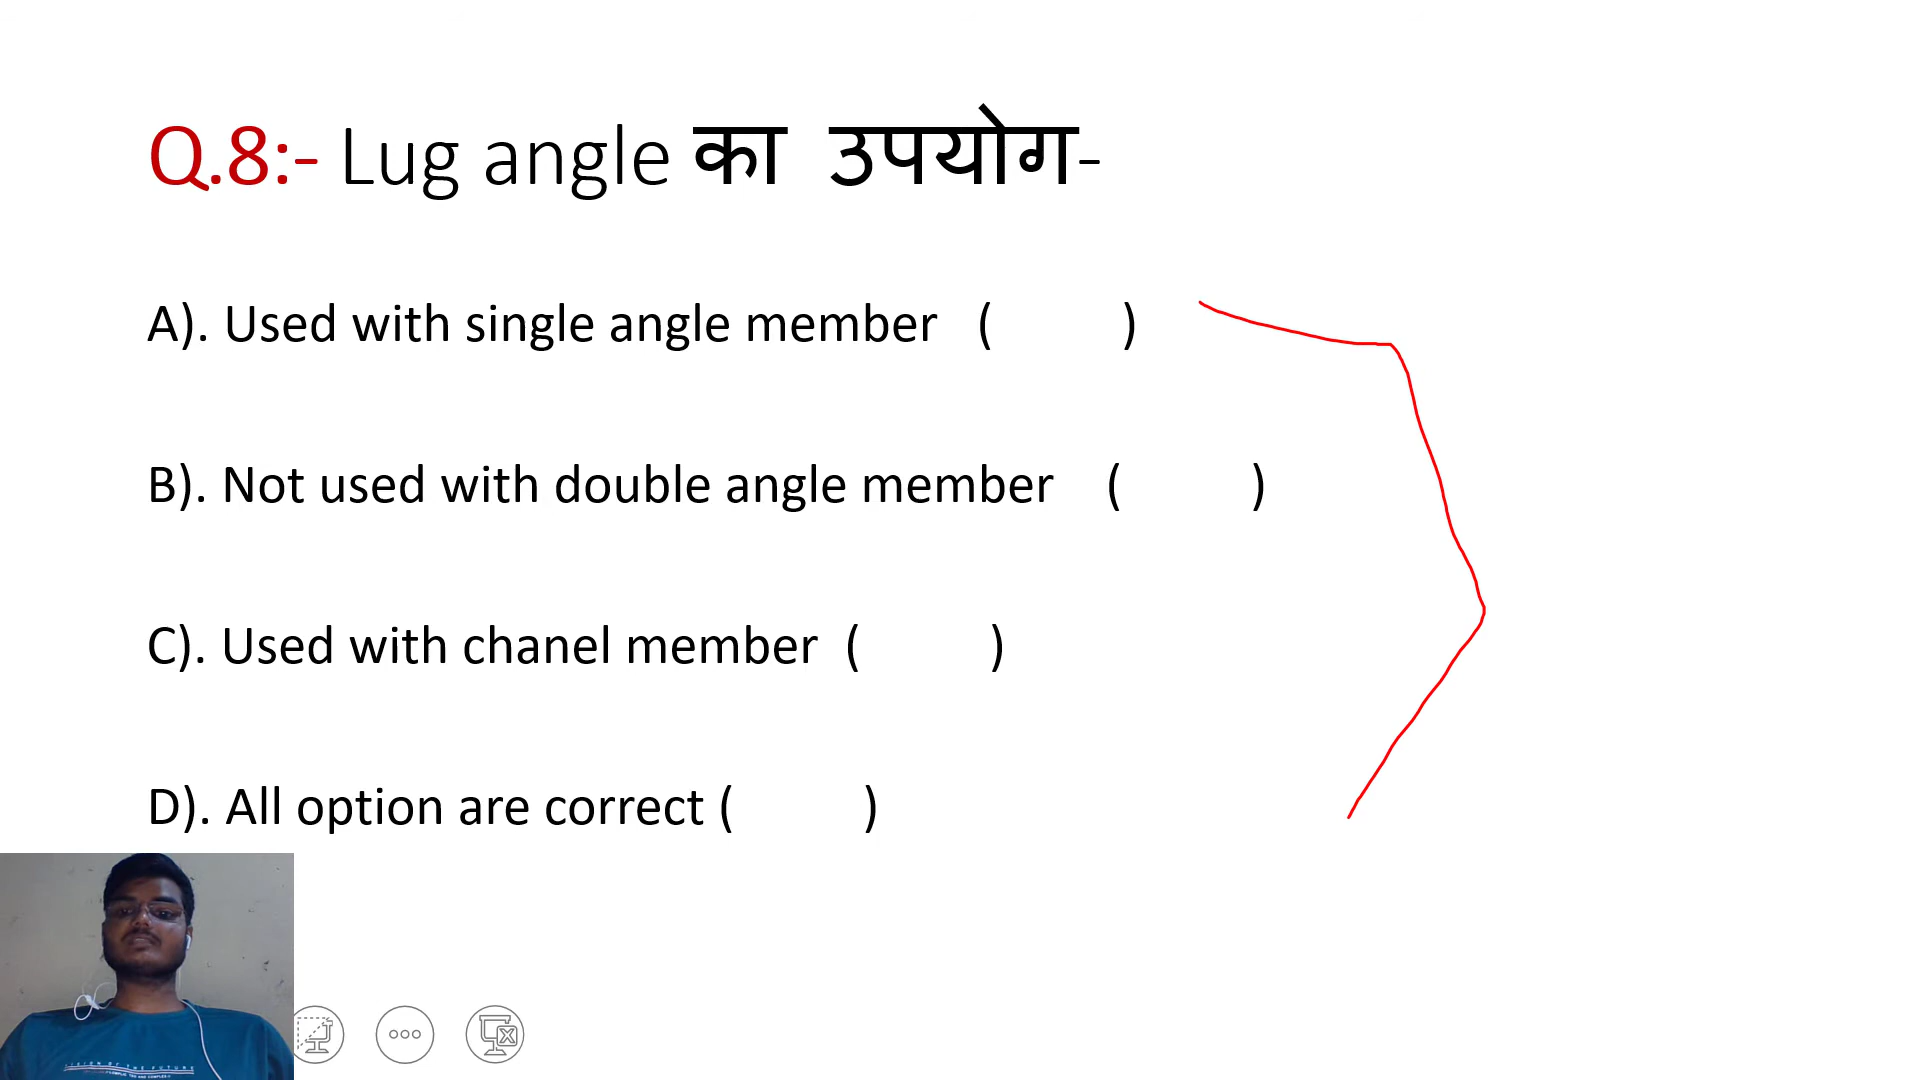 Q.8:- Lug angle का उपयोग-
A). Used with single angle member ( )
B). Not used with double angle member ( )
C). Used with chanel member ( )
D). All option are correct ( )